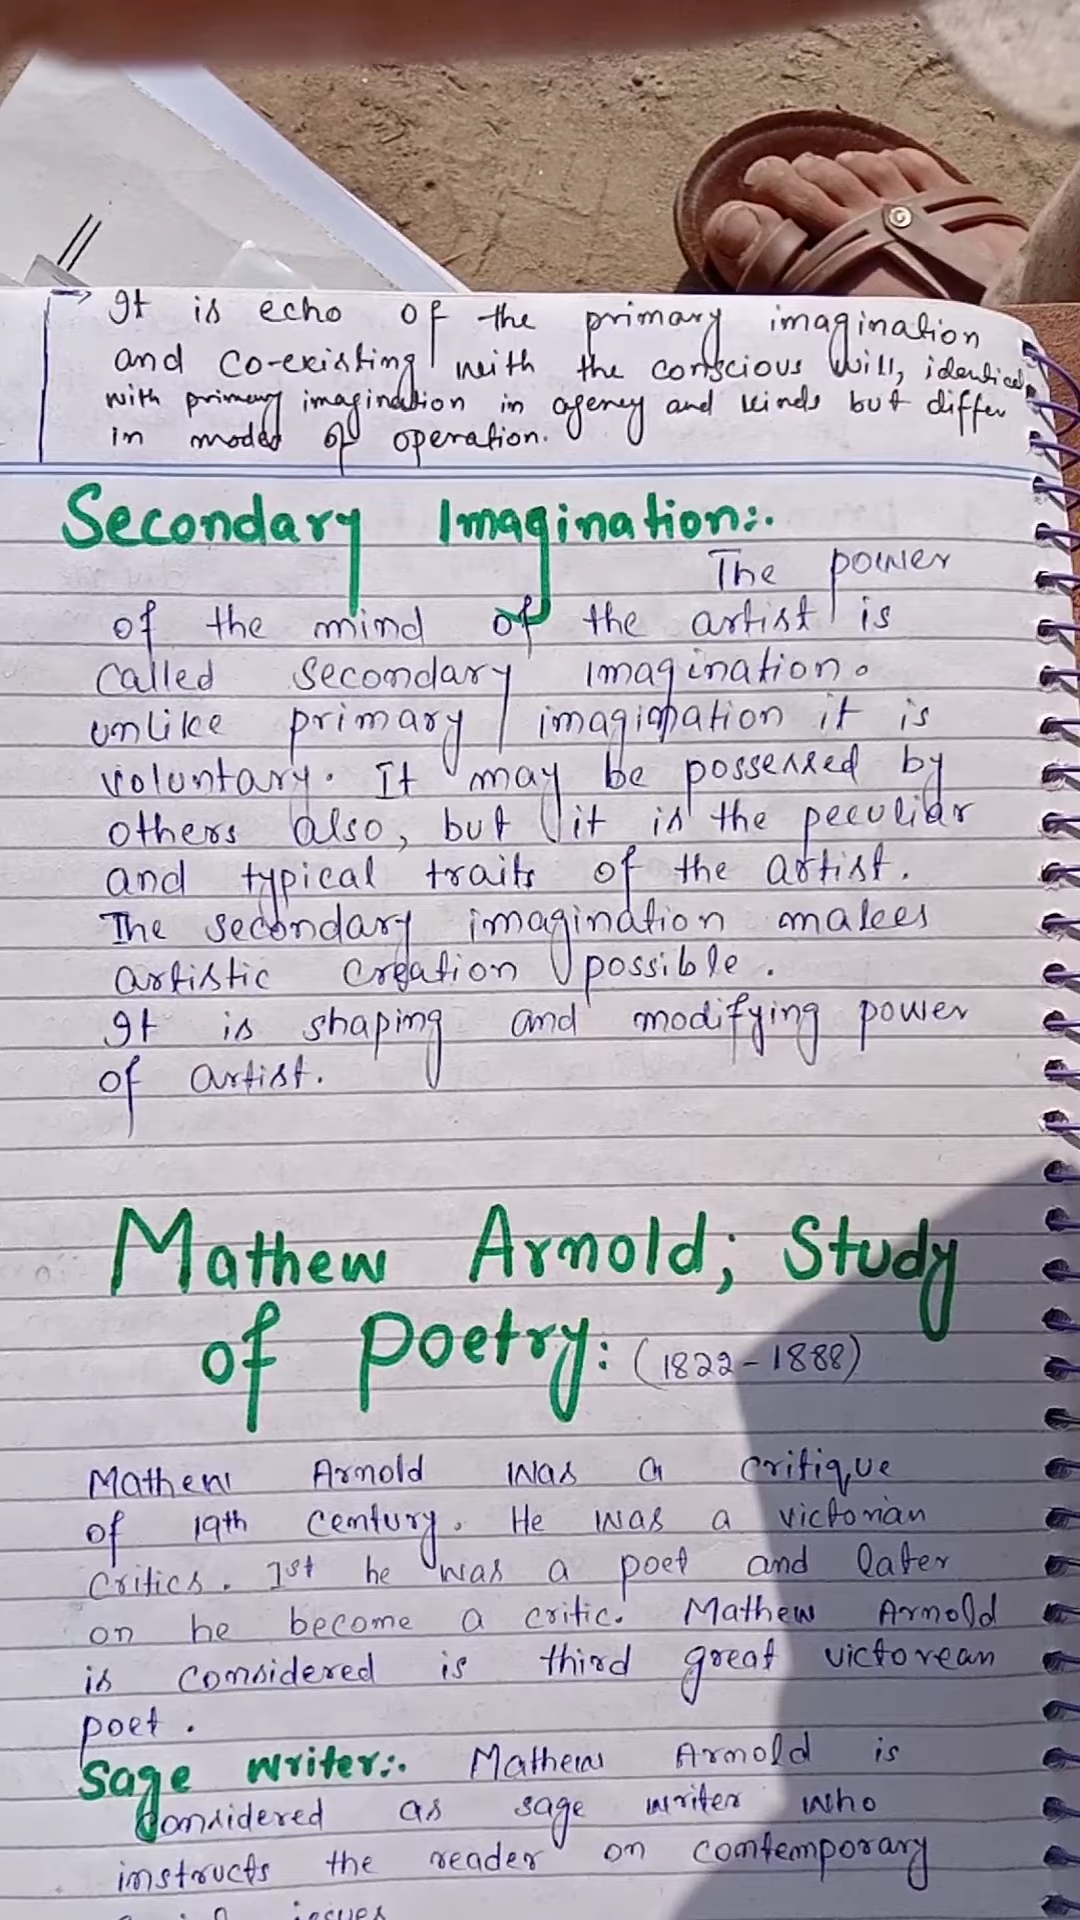 → It is echo of the primary imagination
and co-existing with the conscious will, identical
with primary imagination in agency and kinds but differ
in modes of operation.
Secondary Imagination:.
The power
of the mind of the artist is
called secondary imagination.
unlike primary imagination it is
voluntary. It may be possessed by
others also, but it is the peculiar
and typical traits of the artist.
The secondary imagination makes
artistic creation possible.
It is shaping and modifying power
of artist.
Mathew Arnold; Study
of Poetry: (1822-1888)
Mathew Arnold was a critique
of 19th century. He was a victorian
critics. 1st he was a poet and later
on he become a critic. Mathew Arnold
is considered is third great victorean
poet.
Sage writer:. Mathew Arnold is
considered as sage writer who
instructs the reader on contemporary
issues